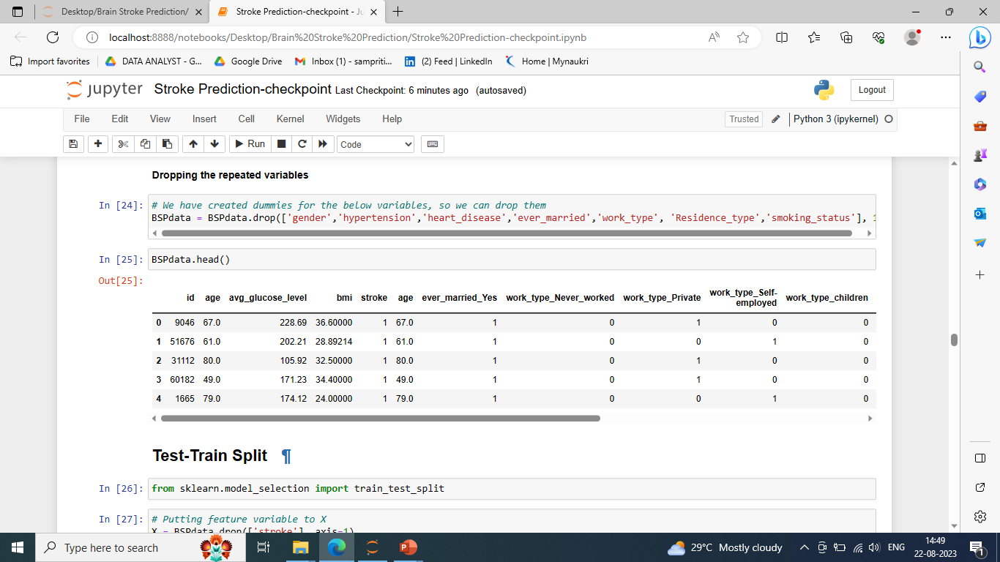 Desktop/Brain Stroke Prediction/
Stroke Prediction-checkpoint - Ju
localhost:8888/notebooks/Desktop/Brain%20Stroke%20Prediction/Stroke%20Prediction-checkpoint.ipynb
Import favorites DATA ANALYST - G... Google Drive Inbox (1) - sampriti... (2) Feed | LinkedIn Home | Mynaukri
jupyter Stroke Prediction-checkpoint Last Checkpoint: 6 minutes ago (autosaved) Logout
File Edit View Insert Cell Kernel Widgets Help Trusted Python 3 (ipykernel)
Run Code
Dropping the repeated variables
In [24]: # We have created dummies for the below variables, so we can drop them
BSPdata = BSPdata.drop(['gender','hypertension','heart_disease','ever_married','work_type', 'Residence_type','smoking_status'], 1
In [25]: BSPdata.head()
Out[25]:
id age avg_glucose_level bmi stroke age ever_married_Yes work_type_Never_worked work_type_Private work_type_Self-employed work_type_children
0 9046 67.0 228.69 36.60000 1 67.0 1 0 1 0 0
1 51676 61.0 202.21 28.89214 1 61.0 1 0 0 1 0
2 31112 80.0 105.92 32.50000 1 80.0 1 0 1 0 0
3 60182 49.0 171.23 34.40000 1 49.0 1 0 1 0 0
4 1665 79.0 174.12 24.00000 1 79.0 1 0 0 1 0
Test-Train Split ¶
In [26]: from sklearn.model_selection import train_test_split
In [27]: # Putting feature variable to X
X = BSPdata.drop(['stroke'], axis=1)
Type here to search
29°C Mostly cloudy ENG 14:49
22-08-2023 1